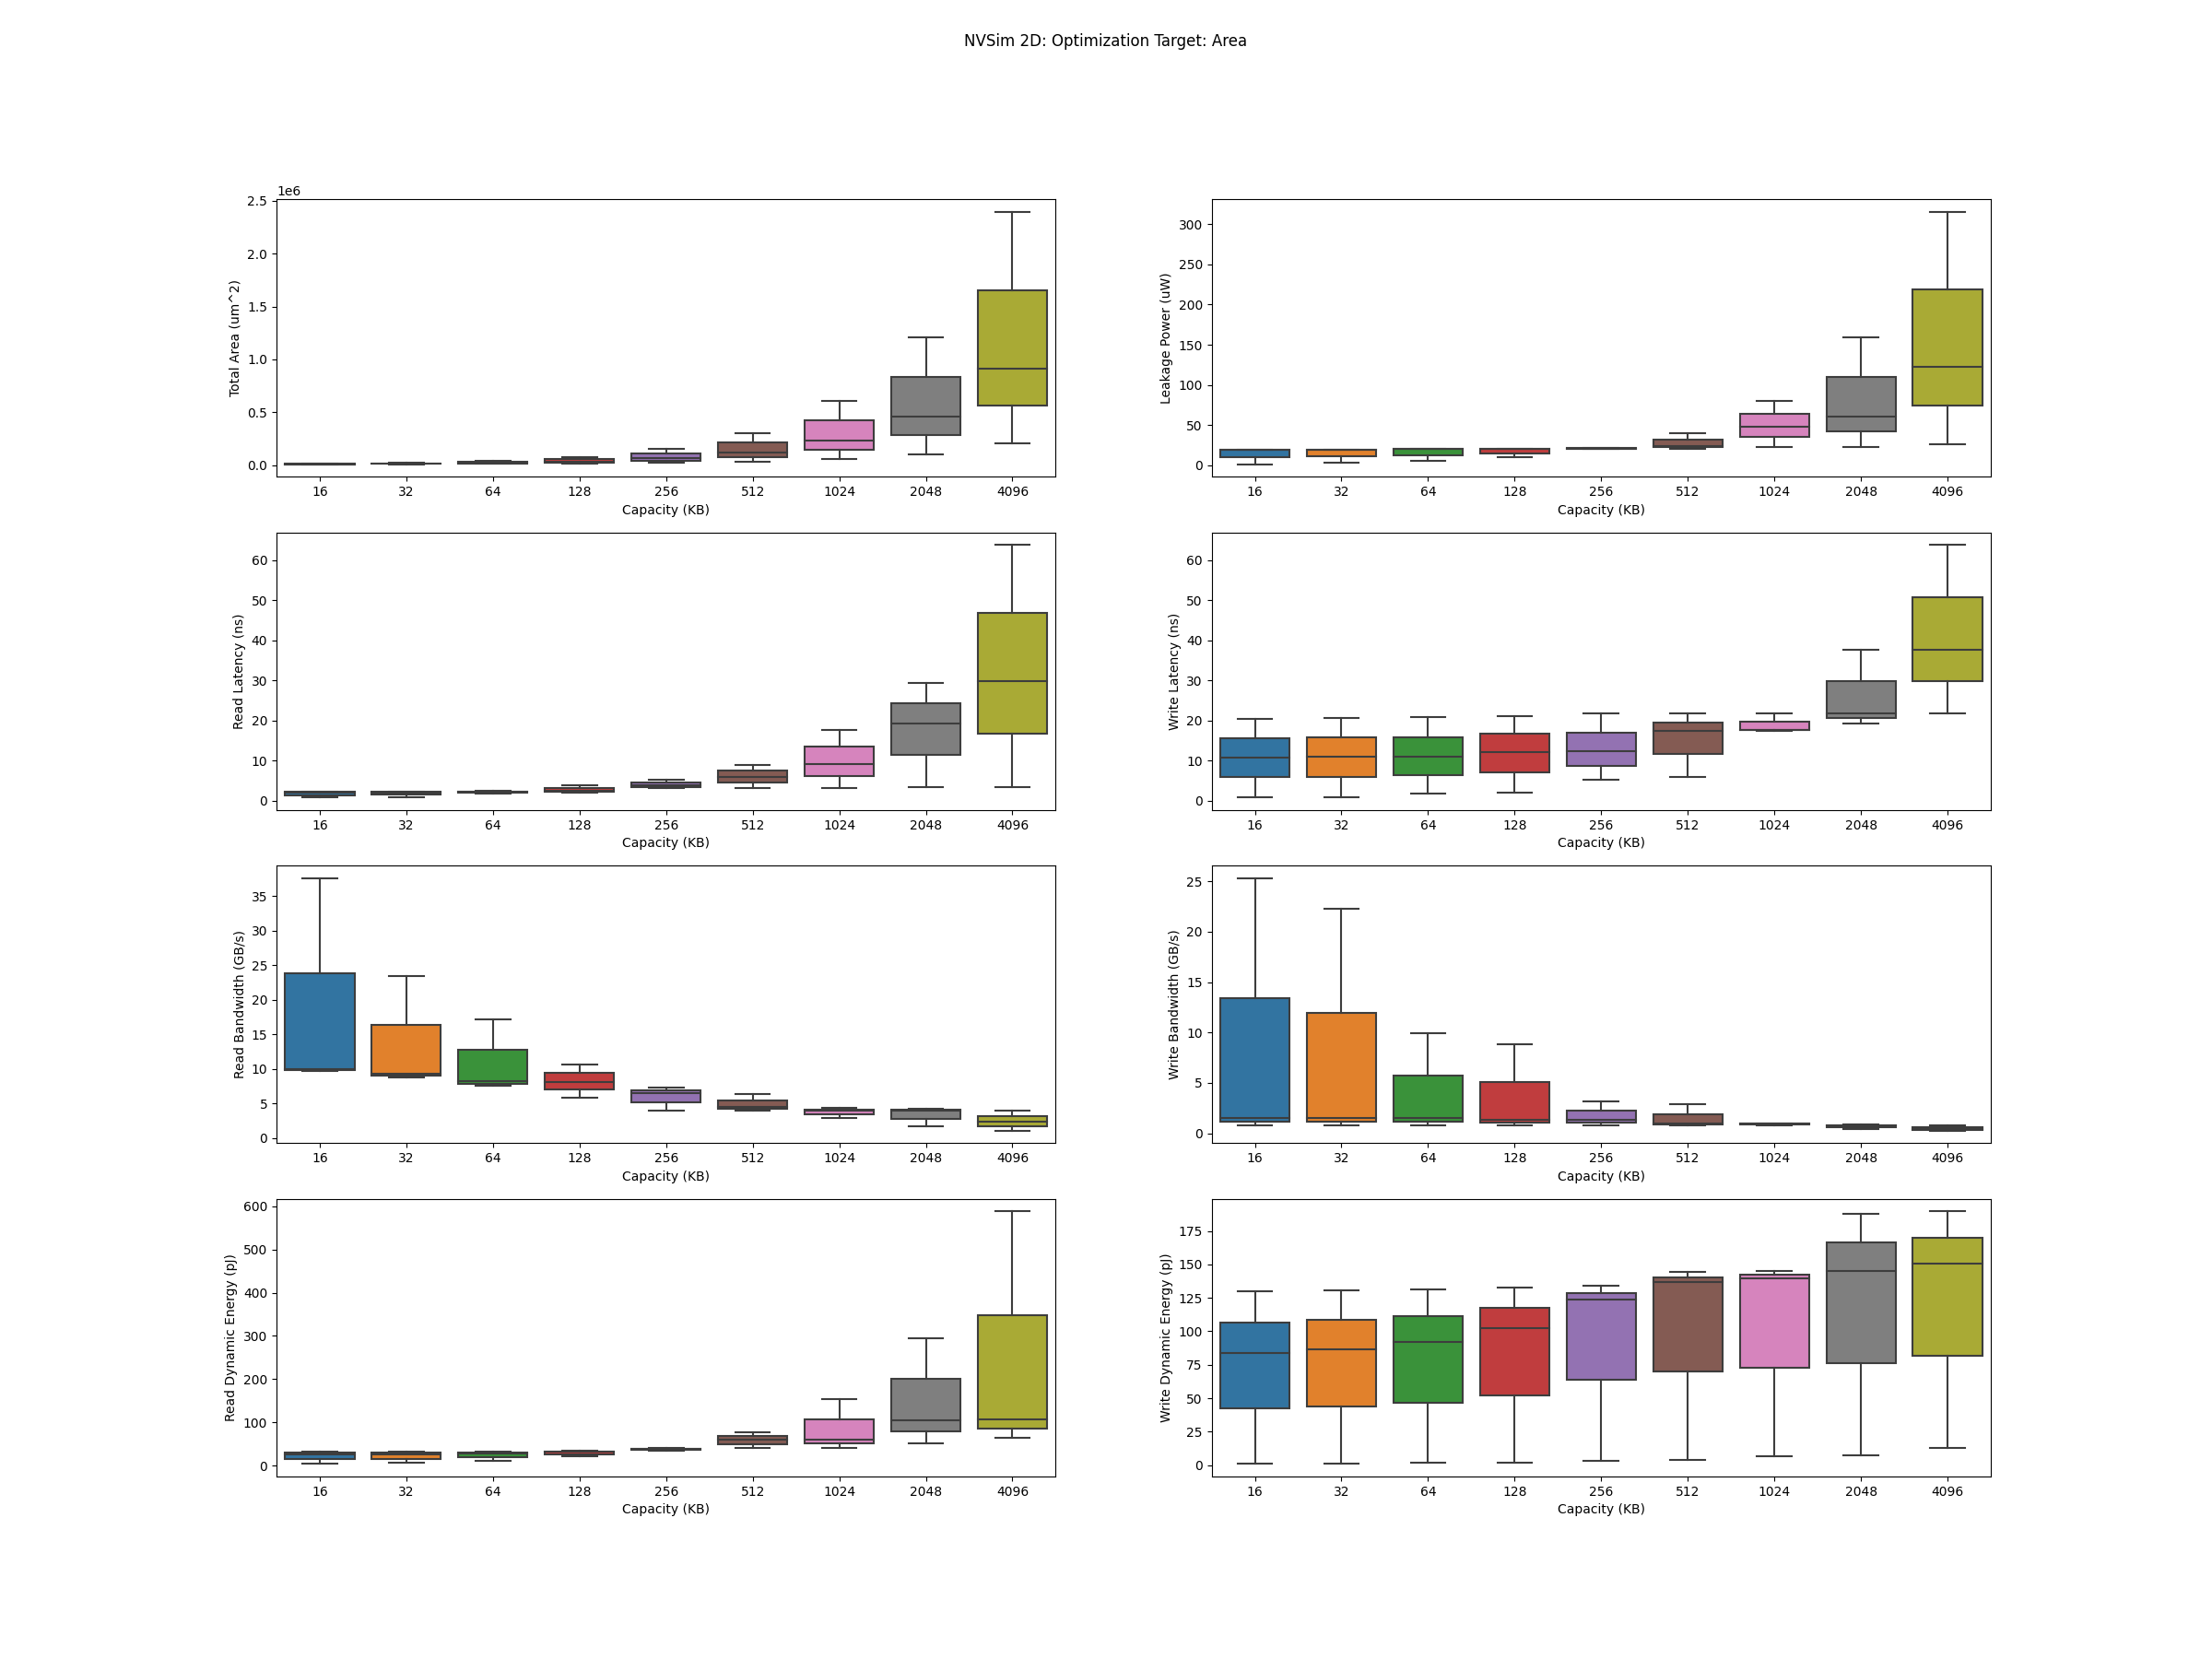 NVSim 2D: Optimization Target: Area
1e6
2.5
2.0
1.5
1.0
0.5
0.0
Total Area (um^2)
16 32 64 128 256 512 1024 2048 4096
Capacity (KB)
300
250
200
150
100
50
0
Leakage Power (uW)
16 32 64 128 256 512 1024 2048 4096
Capacity (KB)
60
50
40
30
20
10
0
Read Latency (ns)
16 32 64 128 256 512 1024 2048 4096
Capacity (KB)
60
50
40
30
20
10
0
Write Latency (ns)
16 32 64 128 256 512 1024 2048 4096
Capacity (KB)
35
30
25
20
15
10
5
0
Read Bandwidth (GB/s)
16 32 64 128 256 512 1024 2048 4096
Capacity (KB)
25
20
15
10
5
0
Write Bandwidth (GB/s)
16 32 64 128 256 512 1024 2048 4096
Capacity (KB)
600
500
400
300
200
100
0
Read Dynamic Energy (pJ)
16 32 64 128 256 512 1024 2048 4096
Capacity (KB)
175
150
125
100
75
50
25
0
Write Dynamic Energy (pJ)
16 32 64 128 256 512 1024 2048 4096
Capacity (KB)